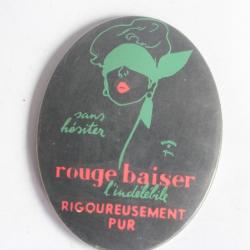 sans
hésiter
rouge baiser
l'indélébile
RIGOUREUSEMENT
PUR